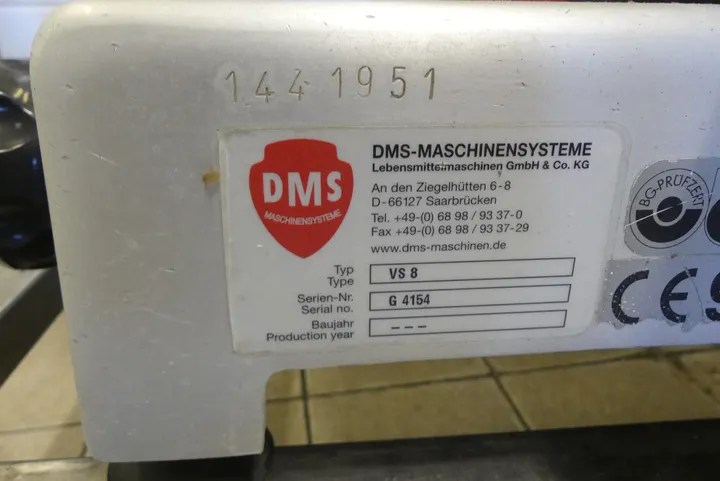 144 1951
DMS
MASCHINENSYSTEME
DMS-MASCHINENSYSTEME
Lebensmittelmaschinen GmbH & Co. KG
An den Ziegelhütten 6-8
D-66127 Saarbrücken
Tel. +49-(0) 68 98 / 93 37-0
Fax +49-(0) 68 98 / 93 37-29
www.dms-maschinen.de
Typ
Type
VS 8
Serien-Nr.
Serial no.
G 4154
Baujahr
Production year
---
BG-PRÜFZERT
CE